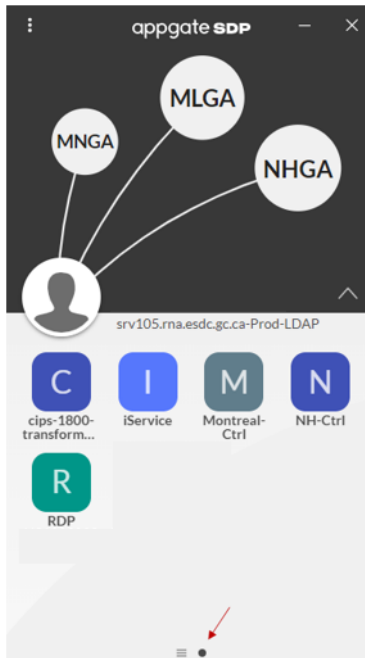 appgate SDP
MLGA
MNGA
NHGA
srv105.rna.esdc.gc.ca-Prod-LDAP
C I M N
cips-1800- iService Montreal- NH-Ctrl
transform... Ctrl
R
RDP